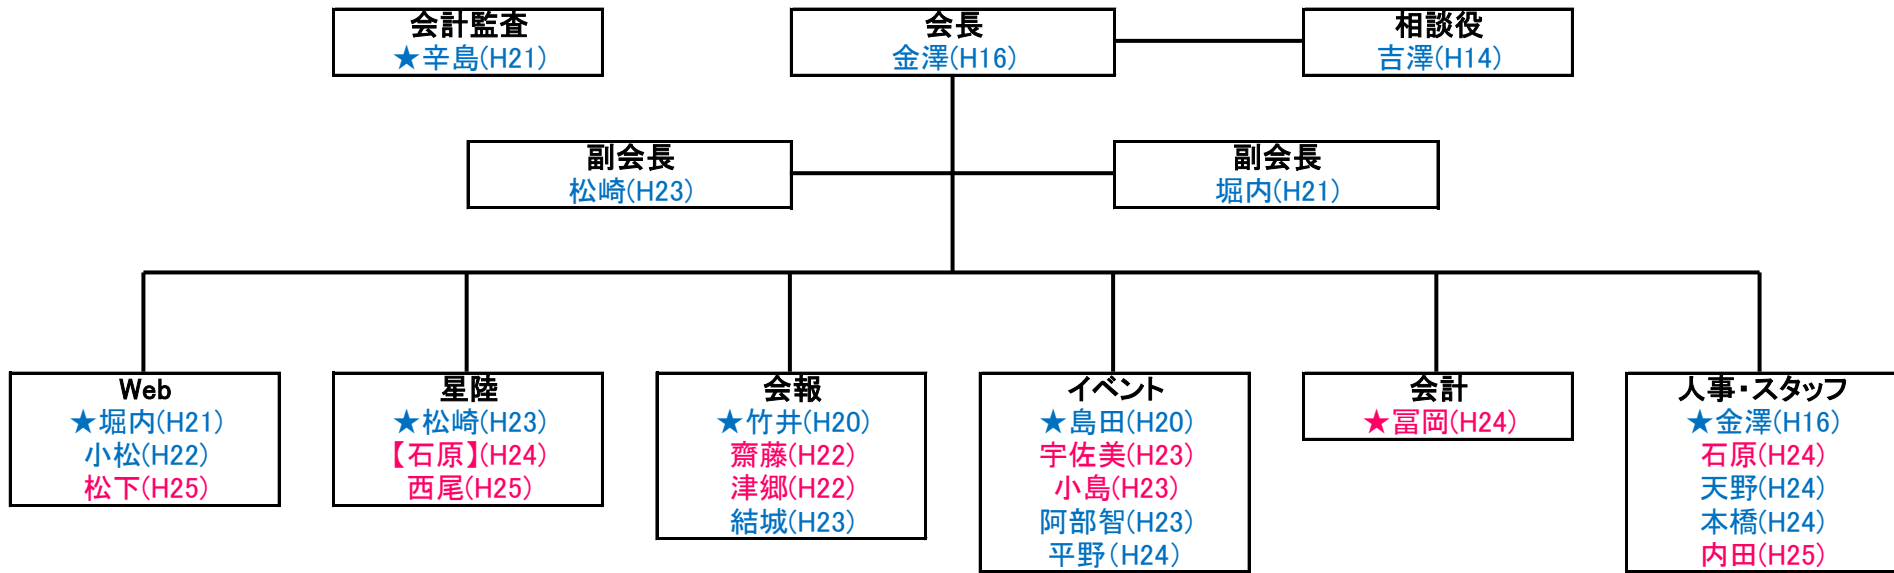 会計監査
★辛島(H21)
会長
金澤(H16)
相談役
吉澤(H14)
副会長
松崎(H23)
副会長
堀内(H21)
Web
★堀内(H21)
小松(H22)
松下(H25)
星陸
★松崎(H23)
【石原】(H24)
西尾(H25)
会報
★竹井(H20)
齋藤(H22)
津郷(H22)
結城(H23)
イベント
★島田(H20)
宇佐美(H23)
小島(H23)
阿部智(H23)
平野(H24)
会計
★冨岡(H24)
人事・スタッフ
★金澤(H16)
石原(H24)
天野(H24)
本橋(H24)
内田(H25)